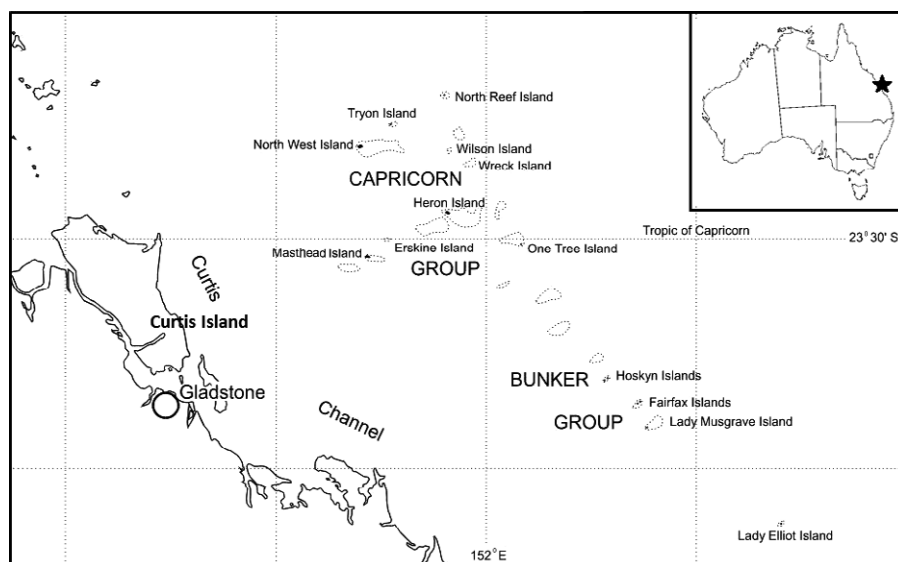 North Reef Island
Tryon Island
North West Island
Wilson Island
Wreck Island
CAPRICORN
Heron Island
Tropic of Capricorn
23°30' S
Erskine Island
One Tree Island
Masthead Island
GROUP
Curtis
Curtis Island
BUNKER
Hoskyn Islands
Gladstone
Fairfax Islands
Channel
GROUP
Lady Musgrave Island
Lady Elliot Island
152°E